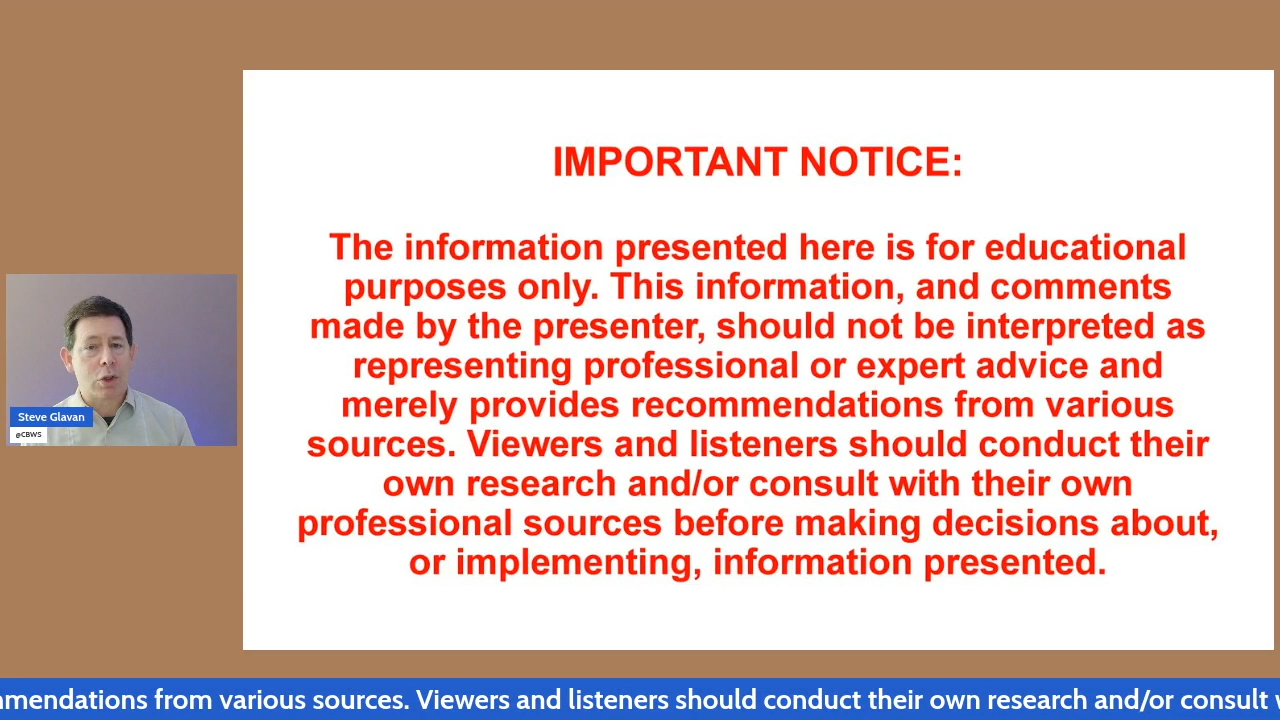 IMPORTANT NOTICE:
The information presented here is for educational
purposes only. This information, and comments
made by the presenter, should not be interpreted as
representing professional or expert advice and
merely provides recommendations from various
sources. Viewers and listeners should conduct their
own research and/or consult with their own
professional sources before making decisions about,
or implementing, information presented.
Steve Glavan
@CBWS
from various sources. Viewers and listeners should conduct their own research and/or consult